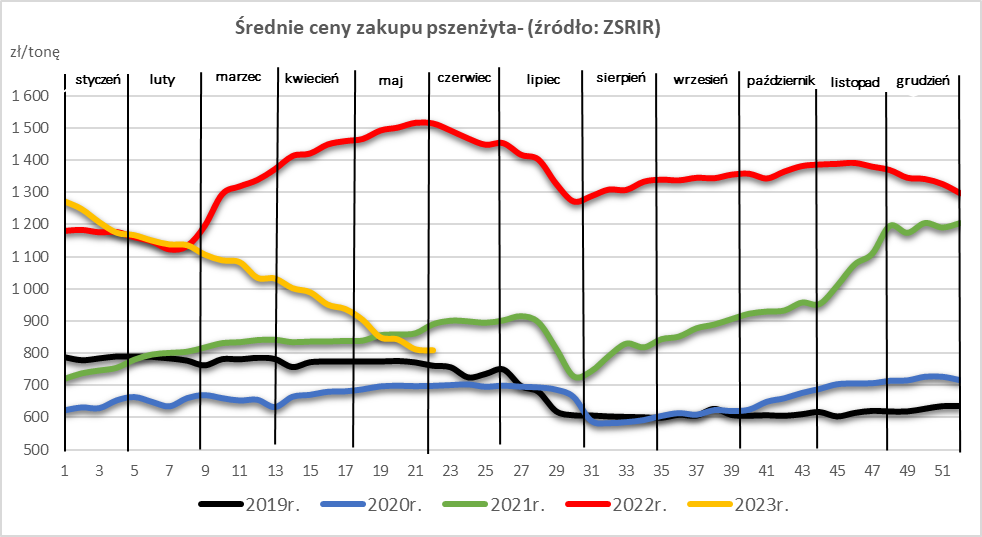 Średnie ceny zakupu pszenżyta- (źródło: ZSRIR)
zł/tonę
styczeń luty marzec kwiecień maj czerwiec lipiec sierpień wrzesień październik listopad grudzień
1 600
1 500
1 400
1 300
1 200
1 100
1 000
900
800
700
600
500
1 3 5 7 9 11 13 15 17 19 21 23 25 27 29 31 33 35 37 39 41 43 45 47 49 51
2019r. 2020r. 2021r. 2022r. 2023r.